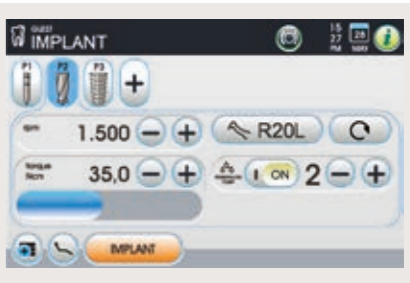 GUEST
IMPLANT
15
27
PM
28
P1
P2
P3
+
rpm
1.500 - +
R20L
torque
Ncm
35,0 - +
I ON
2 - +
IMPLANT